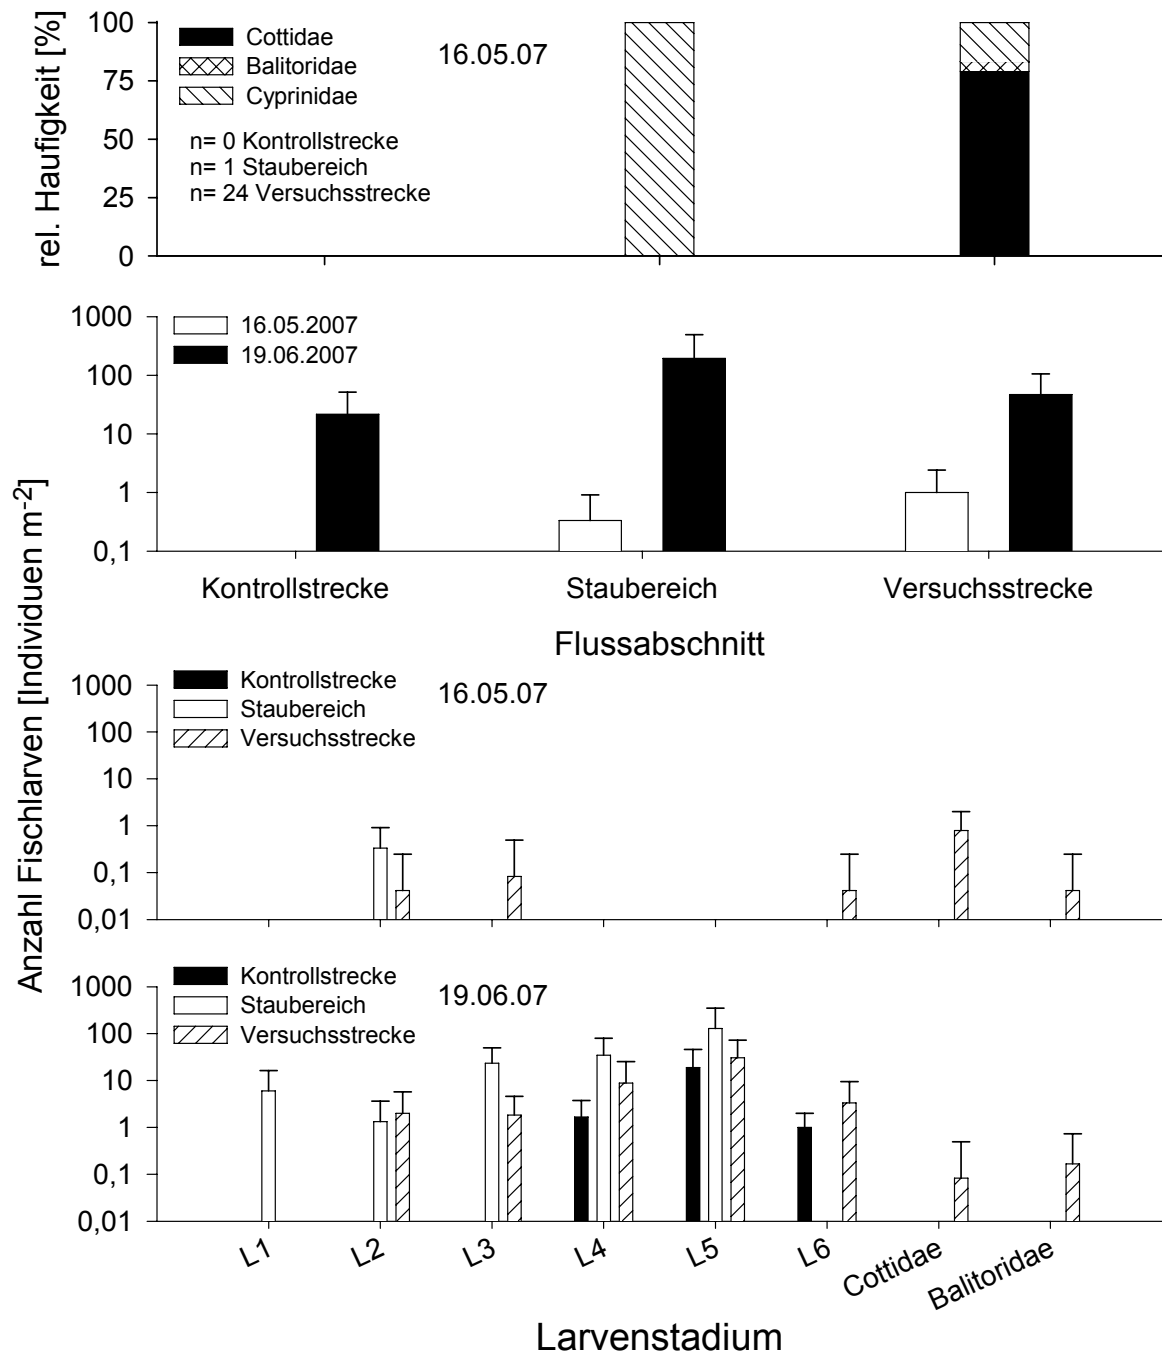 rel. Haufigkeit [%]
100
75
50
25
0
Cottidae
Balitoridae
Cyprinidae
16.05.07
n= 0 Kontrollstrecke
n= 1 Staubereich
n= 24 Versuchsstrecke
Anzahl Fischlarven [Individuen m-2]
1000
100
10
1
0,1
16.05.2007
19.06.2007
Kontrollstrecke Staubereich Versuchsstrecke
Flussabschnitt
1000
100
10
1
0,1
0,01
Kontrollstrecke
Staubereich
Versuchsstrecke
16.05.07
1000
100
10
1
0,1
0,01
Kontrollstrecke
Staubereich
Versuchsstrecke
19.06.07
L1 L2 L3 L4 L5 L6 Cottidae Balitoridae
Larvenstadium